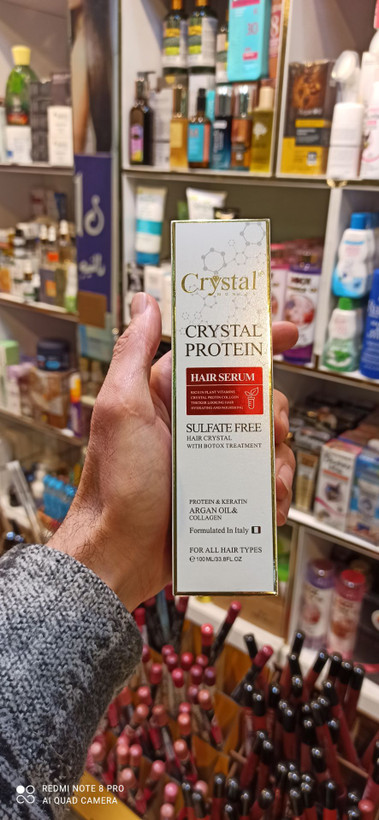 Crystal
CRYSTAL
PROTEIN
HAIR SERUM
SULFATE FREE
HAIR CRYSTAL
WITH BOTOX TREATMENT
PROTEIN & KERATIN
ARGAN OIL&
COLLAGEN
Formulated In Italy
FOR ALL HAIR TYPES
℮ 100 ML/33.8FL.OZ
REDMI NOTE 8 PRO
AI QUAD CAMERA